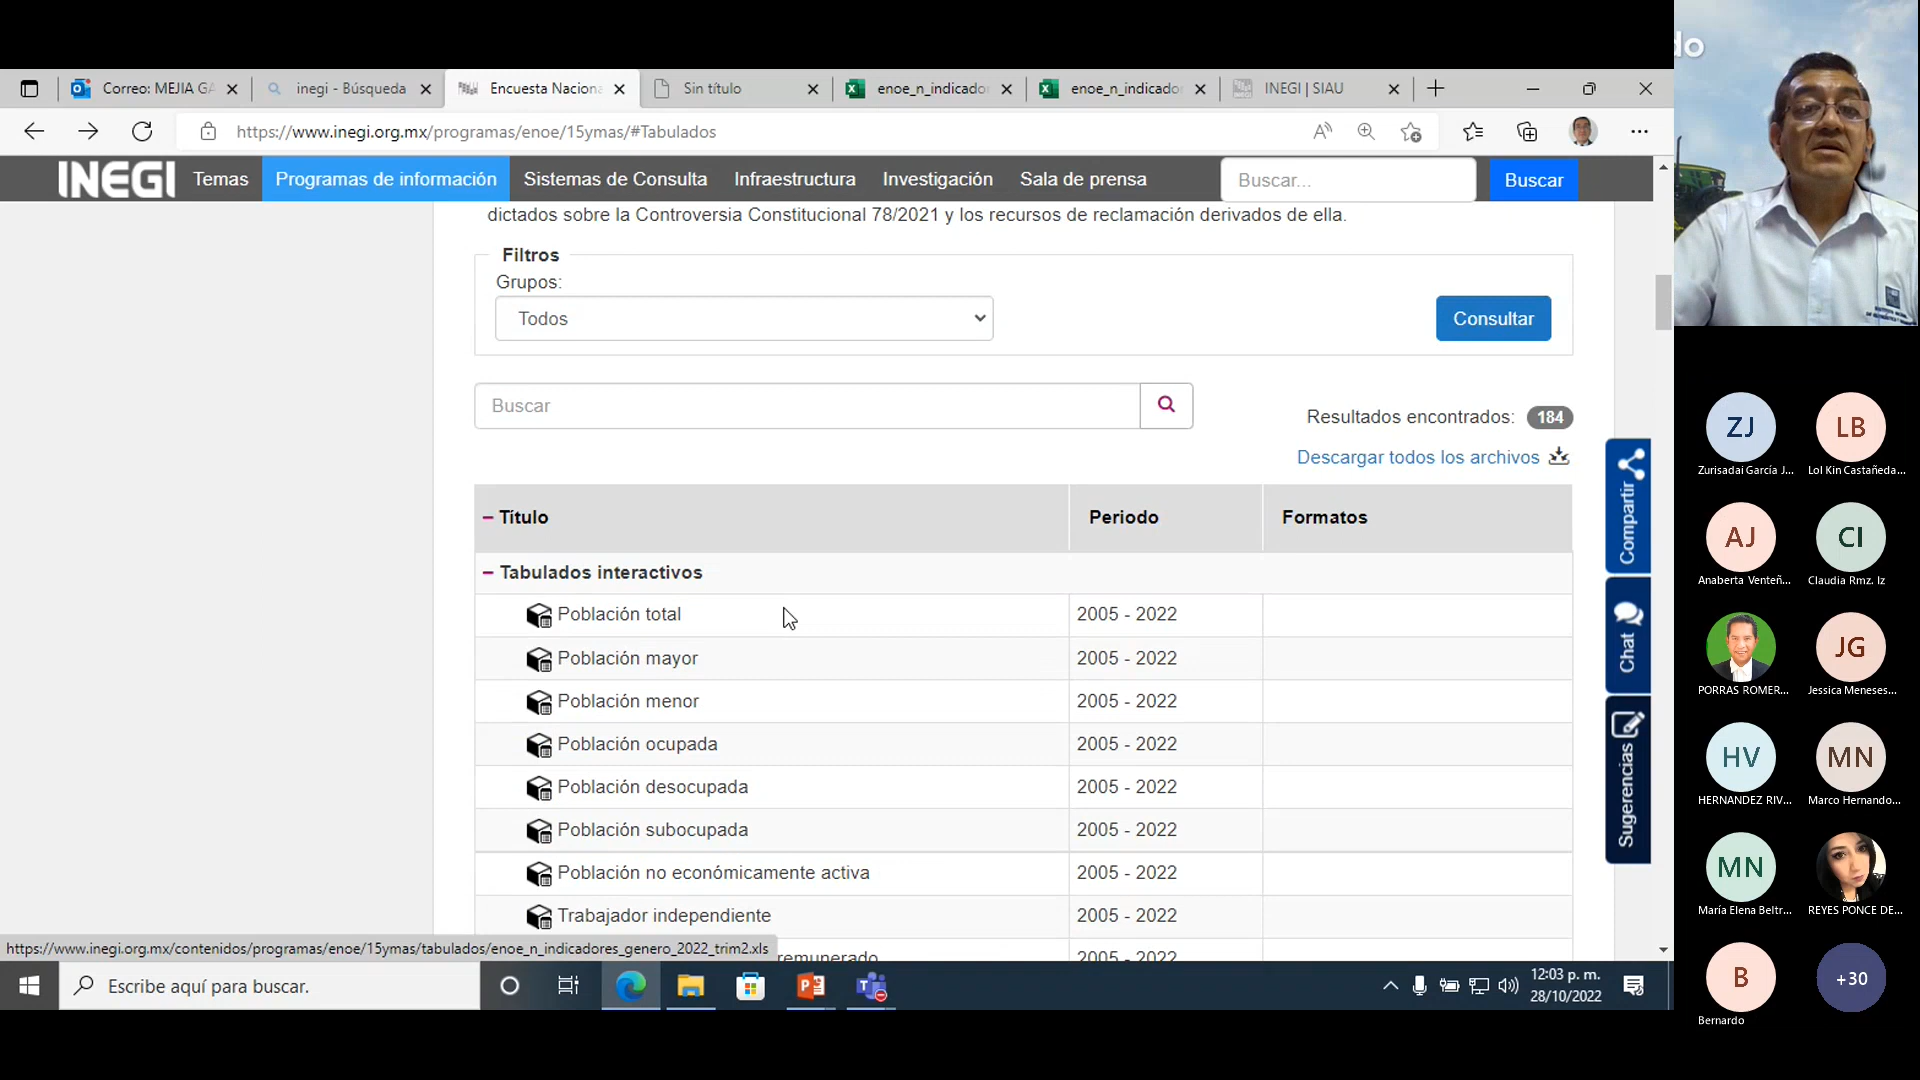 do
Correo: MEJIA GA
inegi - Búsqueda
Encuesta Naciona
Sin título
enoe_n_indicado
enoe_n_indicado
INEGI | SIAU
https://www.inegi.org.mx/programas/enoe/15ymas/#Tabulados
INEGI
Temas
Programas de información
Sistemas de Consulta
Infraestructura
Investigación
Sala de prensa
Buscar...
Buscar
dictados sobre la Controversia Constitucional 78/2021 y los recursos de reclamación derivados de ella.
Filtros
Grupos:
Todos
Consultar
Buscar
Resultados encontrados: 184
Descargar todos los archivos
Título Periodo Formatos
Tabulados interactivos
Población total 2005 - 2022
Población mayor 2005 - 2022
Población menor 2005 - 2022
Población ocupada 2005 - 2022
Población desocupada 2005 - 2022
Población subocupada 2005 - 2022
Población no económicamente activa 2005 - 2022
Trabajador independiente 2005 - 2022
remunerado 2005 - 2022
Compartir
Chat
Sugerencias
https://www.inegi.org.mx/contenidos/programas/enoe/15ymas/tabulados/enoe_n_indicadores_genero_2022_trim2.xls
Escribe aquí para buscar.
12:03 p. m.
28/10/2022
ZJ
Zurisadai García J...
LB
Lol Kin Castañeda...
AJ
Anaberta Venteñ...
CI
Claudia Rmz. Iz
PORRAS ROMER...
JG
Jessica Meneses...
HV
HERNANDEZ RIV...
MN
Marco Hernando...
MN
María Elena Beltr...
REYES PONCE DE...
B
Bernardo
+30